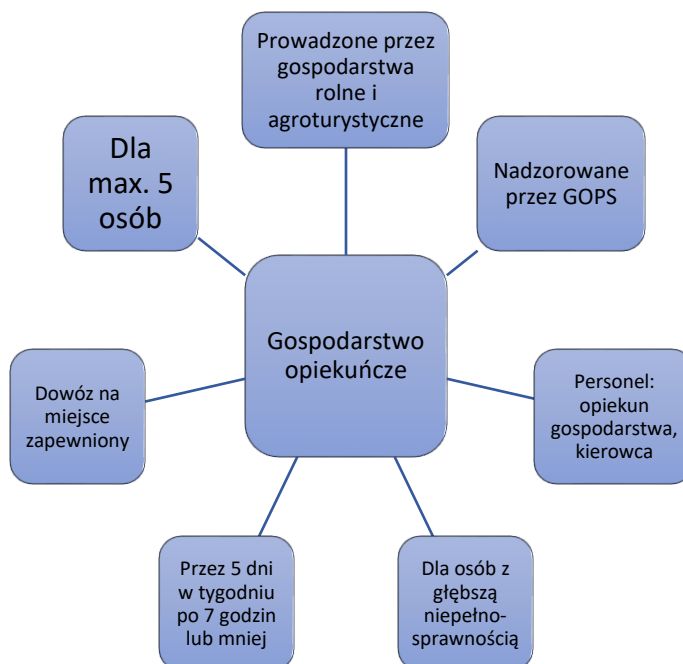 Prowadzone przez
gospodarstwa
rolne i
agroturystyczne
Dla
max. 5
osób
Nadzorowane
przez GOPS
Gospodarstwo
opiekuńcze
Dowóz na
miejsce
zapewniony
Personel:
opiekun
gospodarstwa,
kierowca
Przez 5 dni
w tygodniu
po 7 godzin
lub mniej
Dla osób z
głębszą
niepełno-
sprawnością